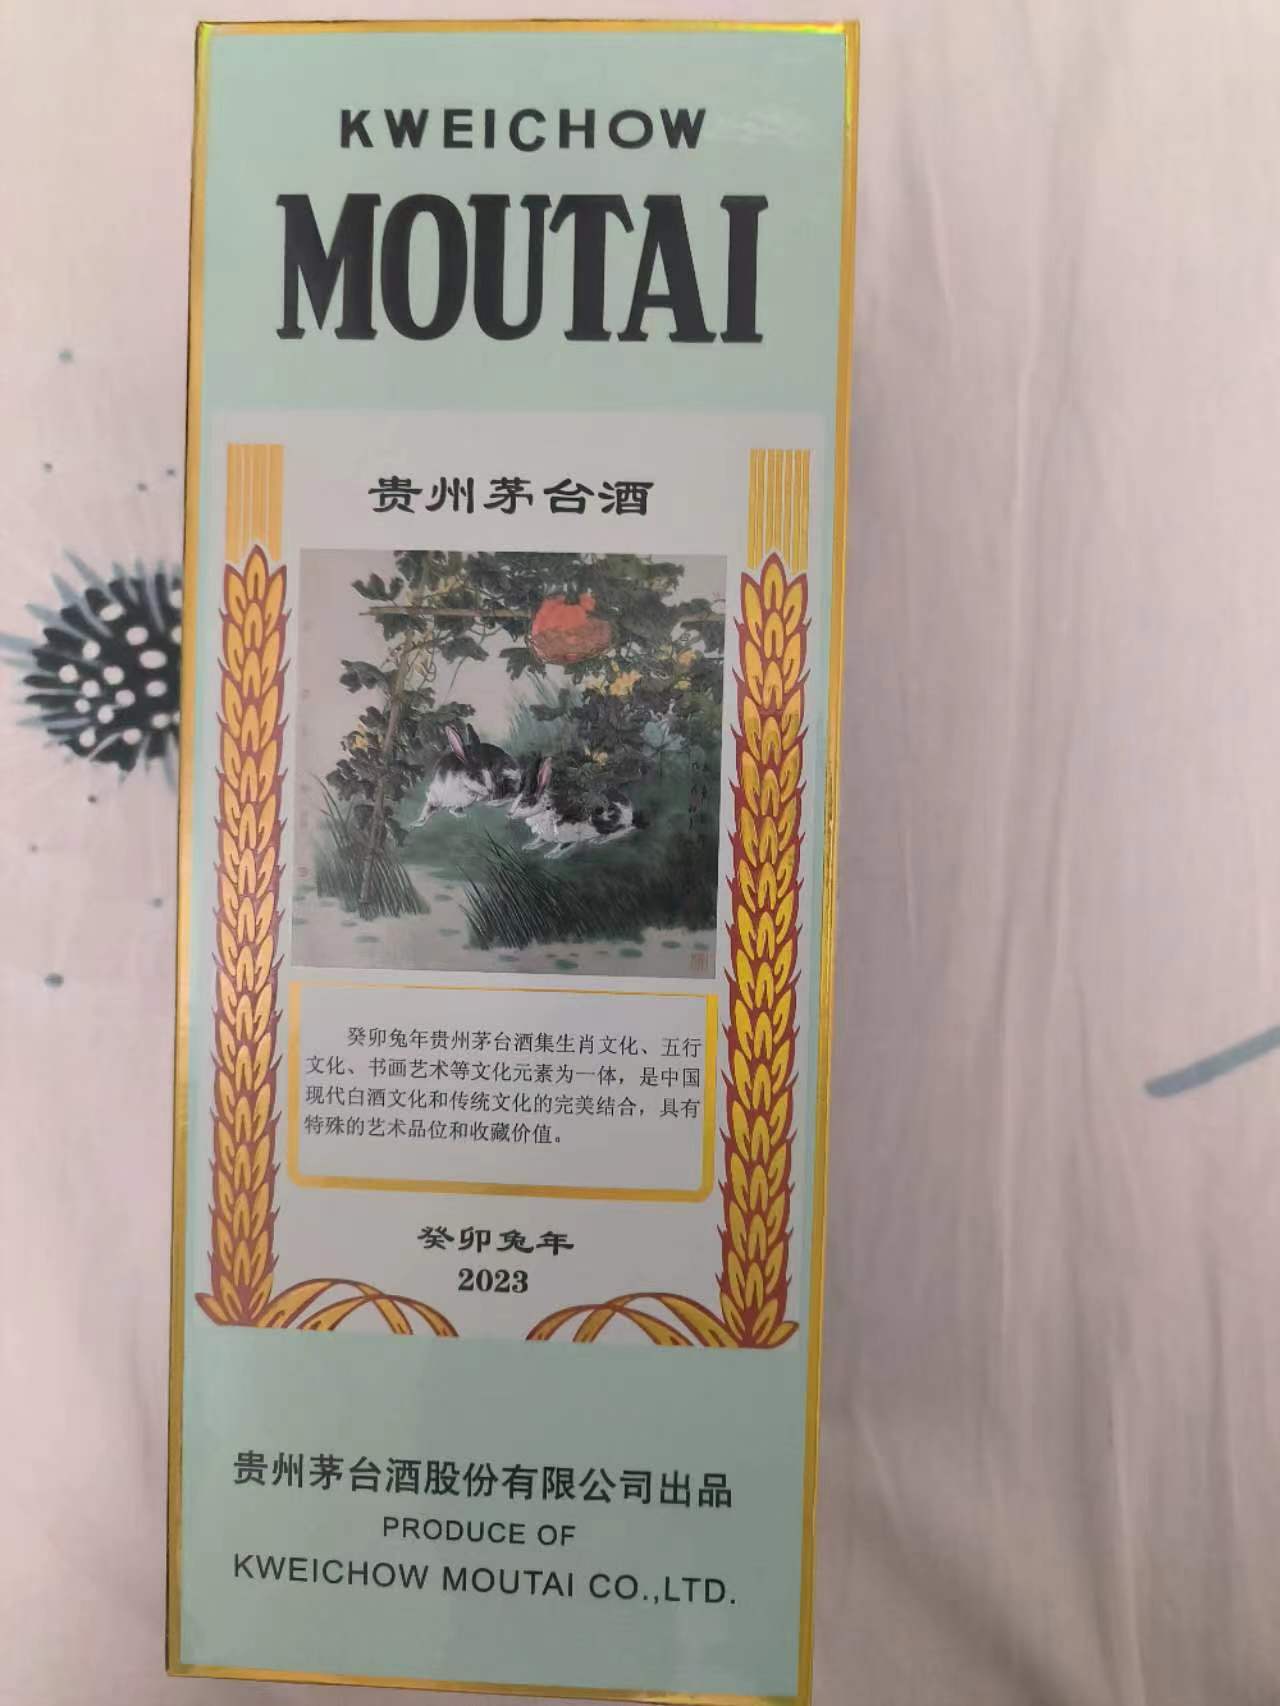 KWEICHOW
MOUTAI
贵州茅台酒
癸卯兔年贵州茅台酒集生肖文化、五行
文化、书画艺术等文化元素为一体，是中国
现代白酒文化和传统文化的完美结合，具有
特殊的艺术品位和收藏价值。
癸卯兔年
2023
贵州茅台酒股份有限公司出品
PRODUCE OF
KWEICHOW MOUTAI CO.,LTD.